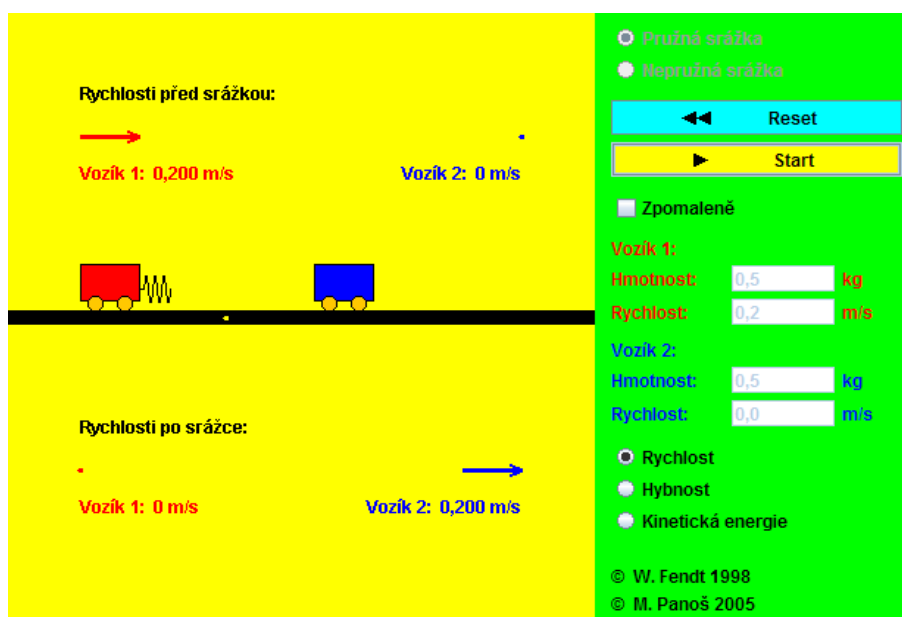 Rychlosti před srážkou:
Vozík 1: 0,200 m/s
Vozík 2: 0 m/s
Rychlosti po srážce:
Vozík 1: 0 m/s
Vozík 2: 0,200 m/s
Pružná srážka
Nepružná srážka
Reset
Start
Zpomaleně
Vozík 1:
Hmotnost: 0,5 kg
Rychlost: 0,2 m/s
Vozík 2:
Hmotnost: 0,5 kg
Rychlost: 0,0 m/s
Rychlost
Hybnost
Kinetická energie
© W. Fendt 1998
© M. Panoš 2005